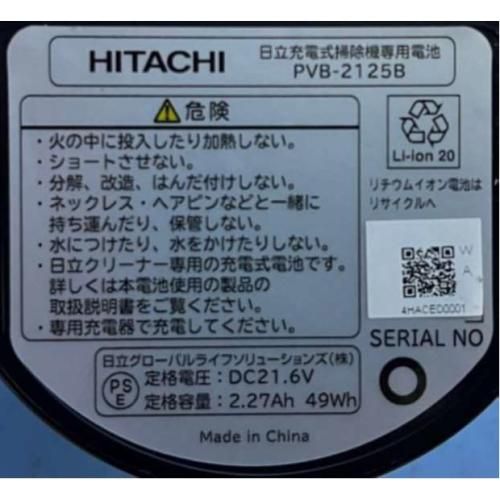 HITACHI
日立充電式掃除機専用電池
PVB-2125B
危険
・火の中に投入したり加熱しない。
・ショートさせない。
・分解、改造、はんだ付けしない。
・ネックレス・ヘアピンなどと一緒に
持ち運んだり、保管しない。
・水につけたり、水をかけたりしない。
・日立クリーナー専用の充電式電池です。
詳しくは本電池使用の製品の
取扱説明書をご覧ください。
・専用充電器で充電してください。
Li-ion 20
リチウムイオン電池は
リサイクルへ
W
A
4HACED0001
SERIAL NO
日立グローバルライフソリューションズ(株)
PS
E
定格電圧：DC21.6V
定格容量：2.27Ah 49Wh
Made in China